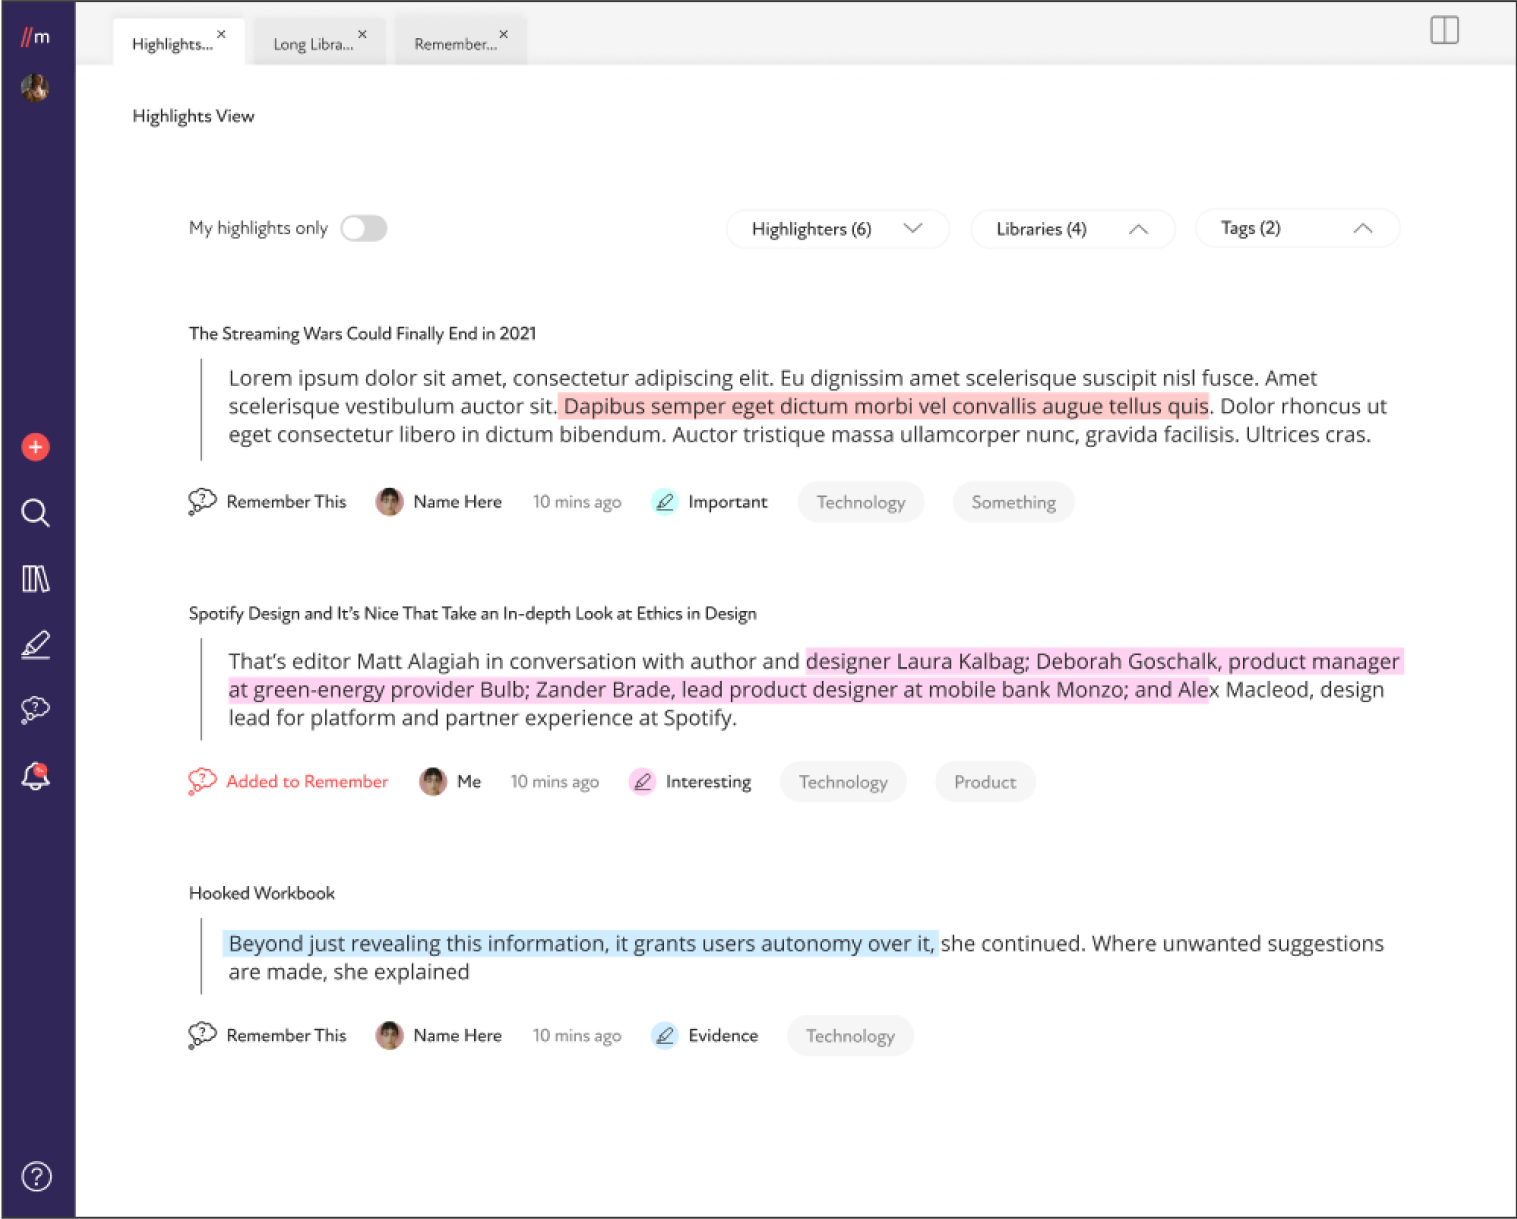 //m
Highlights... ×
Long Libra... ×
Remember... ×
Highlights View
My highlights only
Highlighters (6)
Libraries (4)
Tags (2)
The Streaming Wars Could Finally End in 2021
Lorem ipsum dolor sit amet, consectetur adipiscing elit. Eu dignissim amet scelerisque suscipit nisl fusce. Amet
scelerisque vestibulum auctor sit. Dapibus semper eget dictum morbi vel convallis augue tellus quis. Dolor rhoncus ut
eget consectetur libero in dictum bibendum. Auctor tristique massa ullamcorper nunc, gravida facilisis. Ultrices cras.
Remember This Name Here 10 mins ago Important Technology Something
Spotify Design and It’s Nice That Take an In-depth Look at Ethics in Design
That’s editor Matt Alagiah in conversation with author and designer Laura Kalbag; Deborah Goschalk, product manager
at green-energy provider Bulb; Zander Brade, lead product designer at mobile bank Monzo; and Alex Macleod, design
lead for platform and partner experience at Spotify.
Added to Remember Me 10 mins ago Interesting Technology Product
Hooked Workbook
Beyond just revealing this information, it grants users autonomy over it, she continued. Where unwanted suggestions
are made, she explained
Remember This Name Here 10 mins ago Evidence Technology